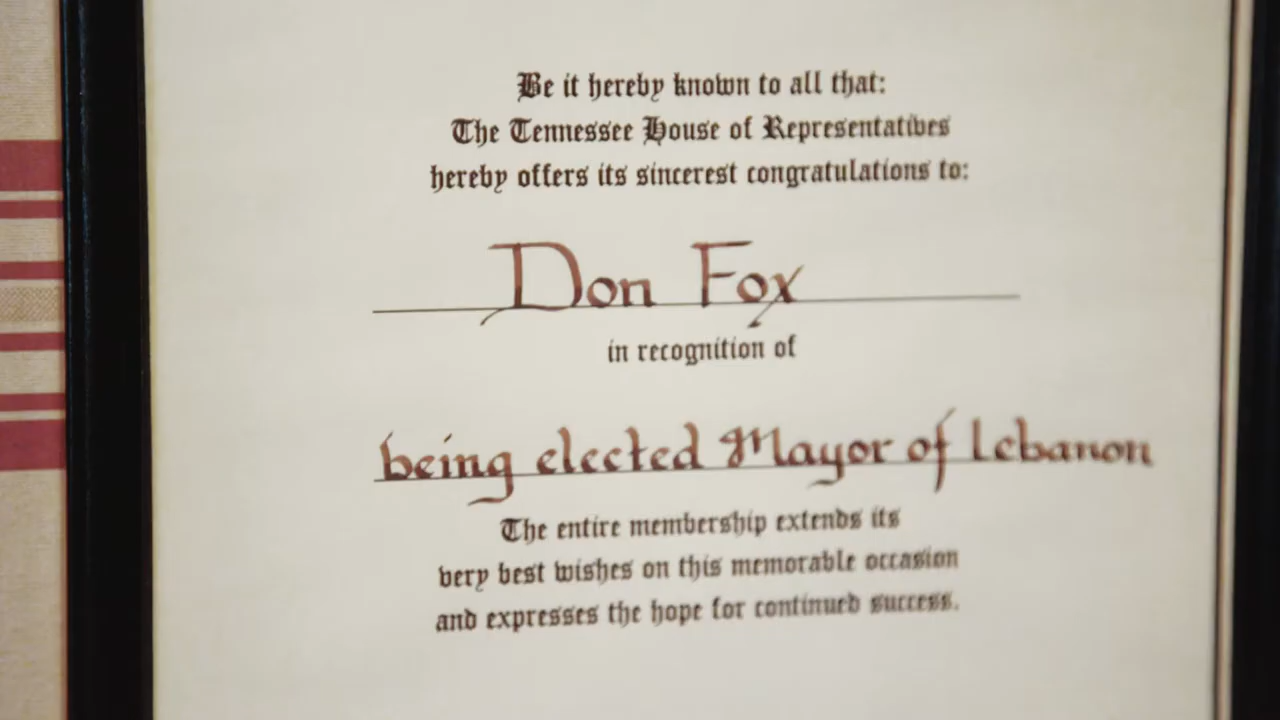 Be it hereby known to all that:
The Tennessee House of Representatives
hereby offers its sincerest congratulations to:
Don Fox
in recognition of
being elected Mayor of Lebanon
The entire membership extends its
very best wishes on this memorable occasion
and expresses the hope for continued success.